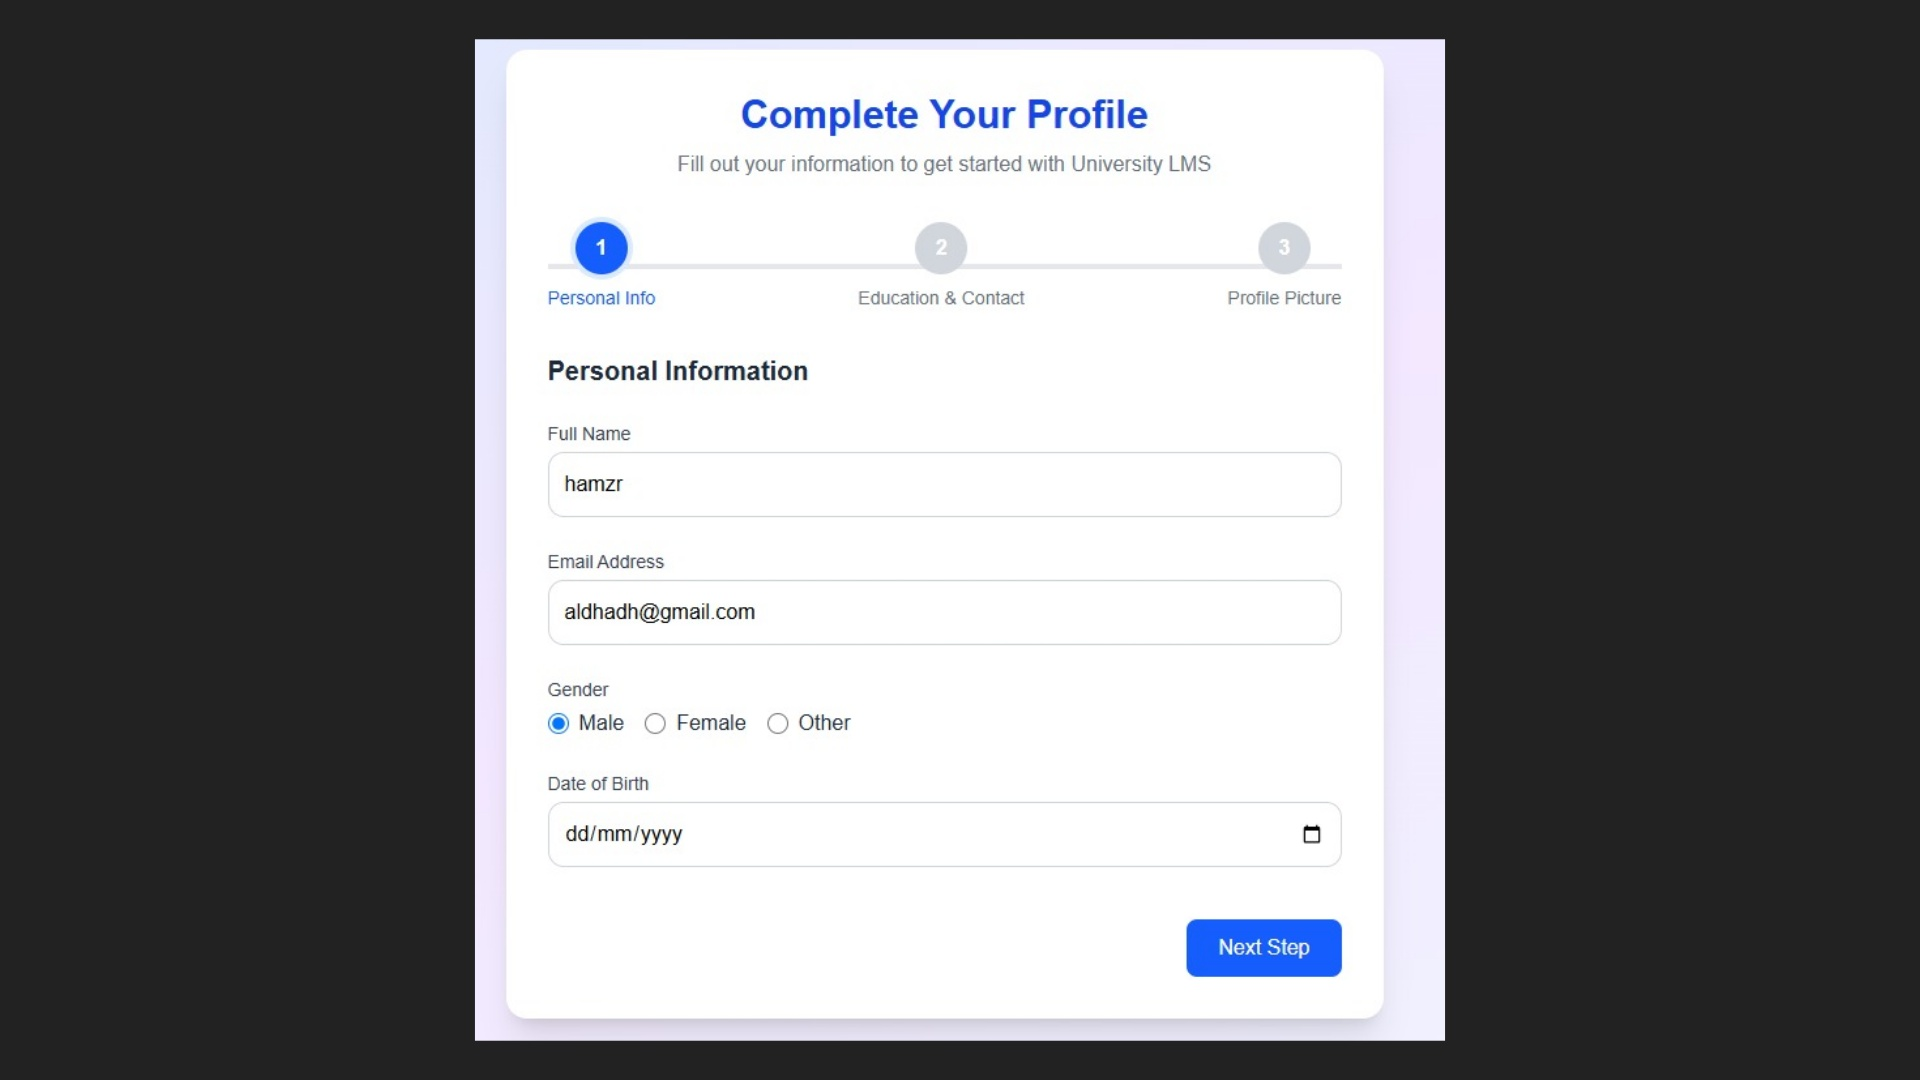 Complete Your Profile
Fill out your information to get started with University LMS
1 2 3
Personal Info Education & Contact Profile Picture
Personal Information
Full Name
hamzr
Email Address
aldhadh@gmail.com
Gender
Male Female Other
Date of Birth
dd/mm/yyyy
Next Step